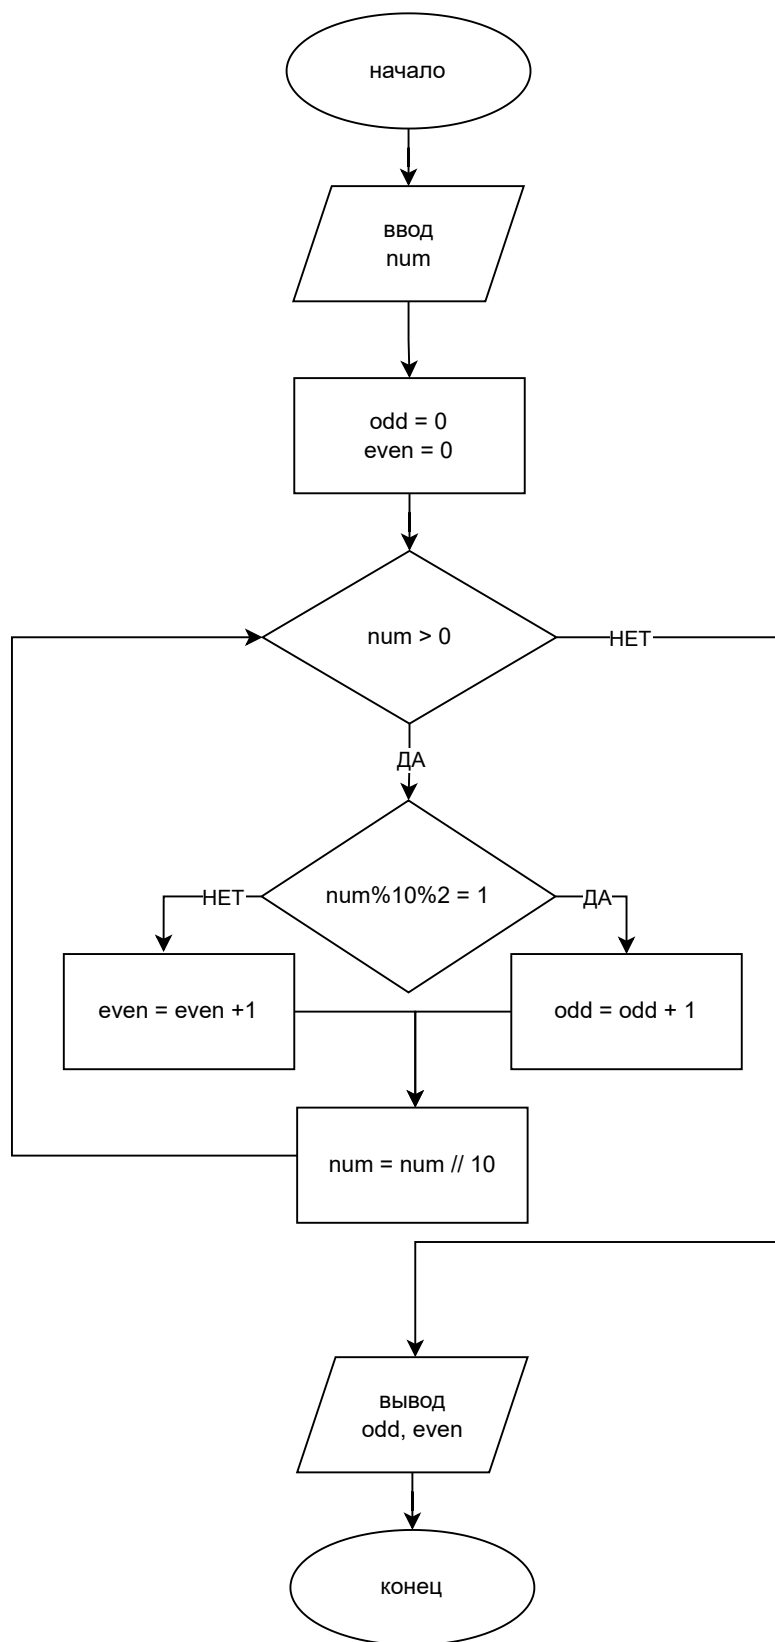 начало
ввод
num
odd = 0
even = 0
num > 0
НЕТ
ДА
num%10%2 = 1
НЕТ
ДА
even = even +1
odd = odd + 1
num = num // 10
вывод
odd, even
конец